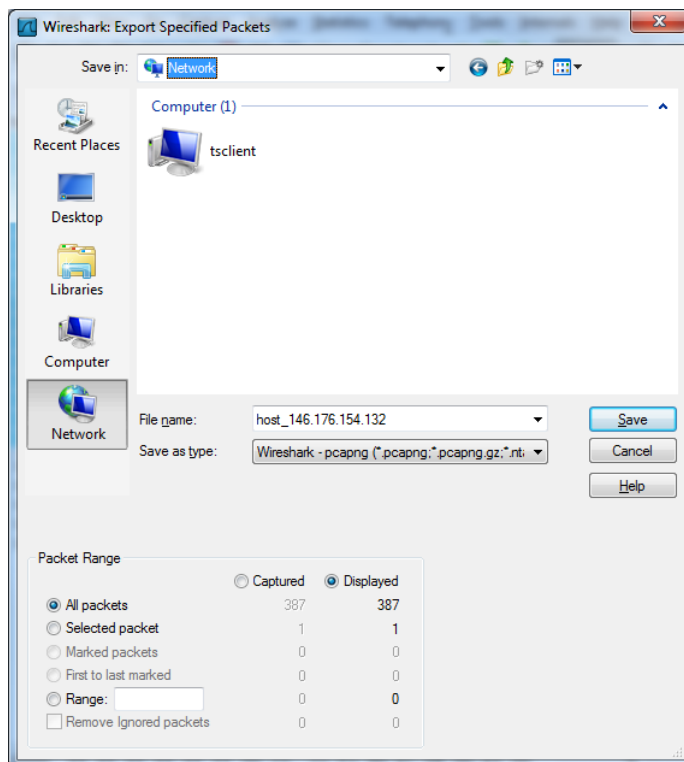 Wireshark: Export Specified Packets
Save in: Network
Computer (1)
tsclient
Recent Places
Desktop
Libraries
Computer
Network
File name: host_146.176.154.132 Save
Save as type: Wireshark - pcapng (*.pcapng;*.pcapng.gz;*.nt Cancel
Help
Packet Range
Captured Displayed
All packets 387 387
Selected packet 1 1
Marked packets 0 0
First to last marked 0 0
Range: 0 0
Remove Ignored packets 0 0